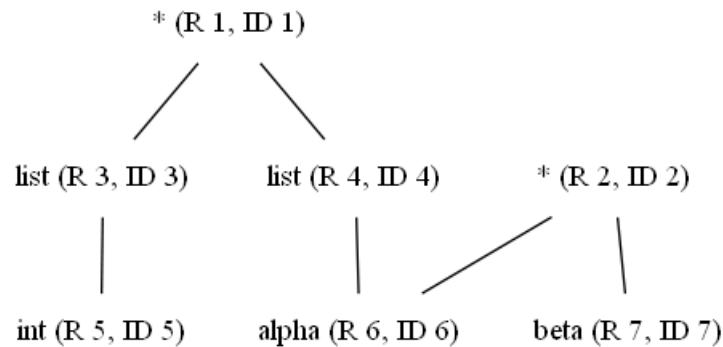 * (R 1, ID 1)
list (R 3, ID 3) list (R 4, ID 4) * (R 2, ID 2)
int (R 5, ID 5) alpha (R 6, ID 6) beta (R 7, ID 7)